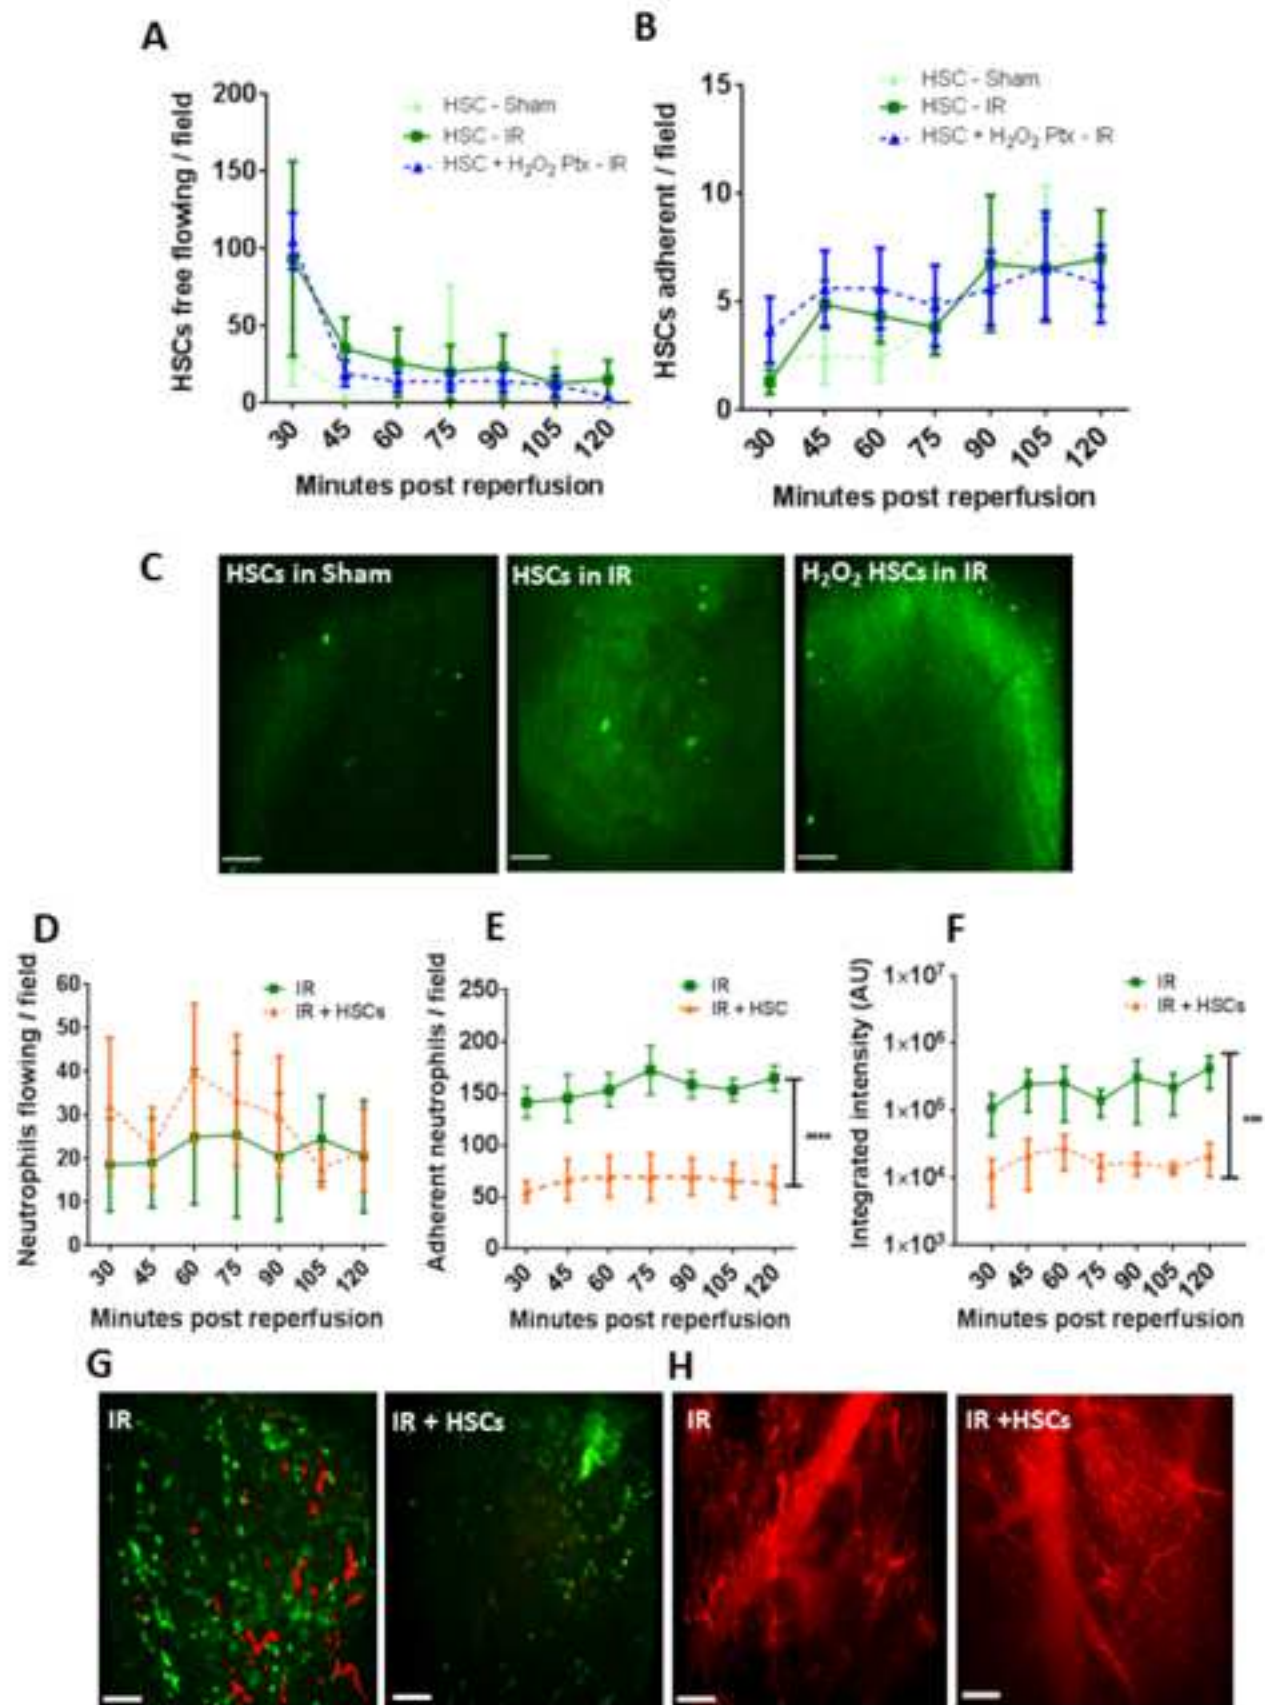 A
B
200
150
100
50
0
HSCs free flowing / field
HSC - Sham
HSC - IR
HSC + H₂O₂ Ptx - IR
30 45 60 75 90 105 120
Minutes post reperfusion
15
10
5
0
HSCs adherent / field
HSC - Sham
HSC - IR
HSC + H₂O₂ Ptx - IR
30 45 60 75 90 105 120
Minutes post reperfusion
C
HSCs in Sham
HSCs in IR
H₂O₂ HSCs in IR
D
E
F
60
50
40
30
20
10
0
Neutrophils flowing / field
IR
IR + HSCs
30 45 60 75 90 105 120
Minutes post reperfusion
250
200
150
100
50
0
Adherent neutrophils / field
IR
IR + HSC
****
30 45 60 75 90 105 120
Minutes post reperfusion
1×10⁷
1×10⁶
1×10⁵
1×10⁴
1×10³
Integrated intensity (AU)
IR
IR + HSCs
***
30 45 60 75 90 105 120
Minutes post reperfusion
G
H
IR
IR + HSCs
IR
IR +HSCs